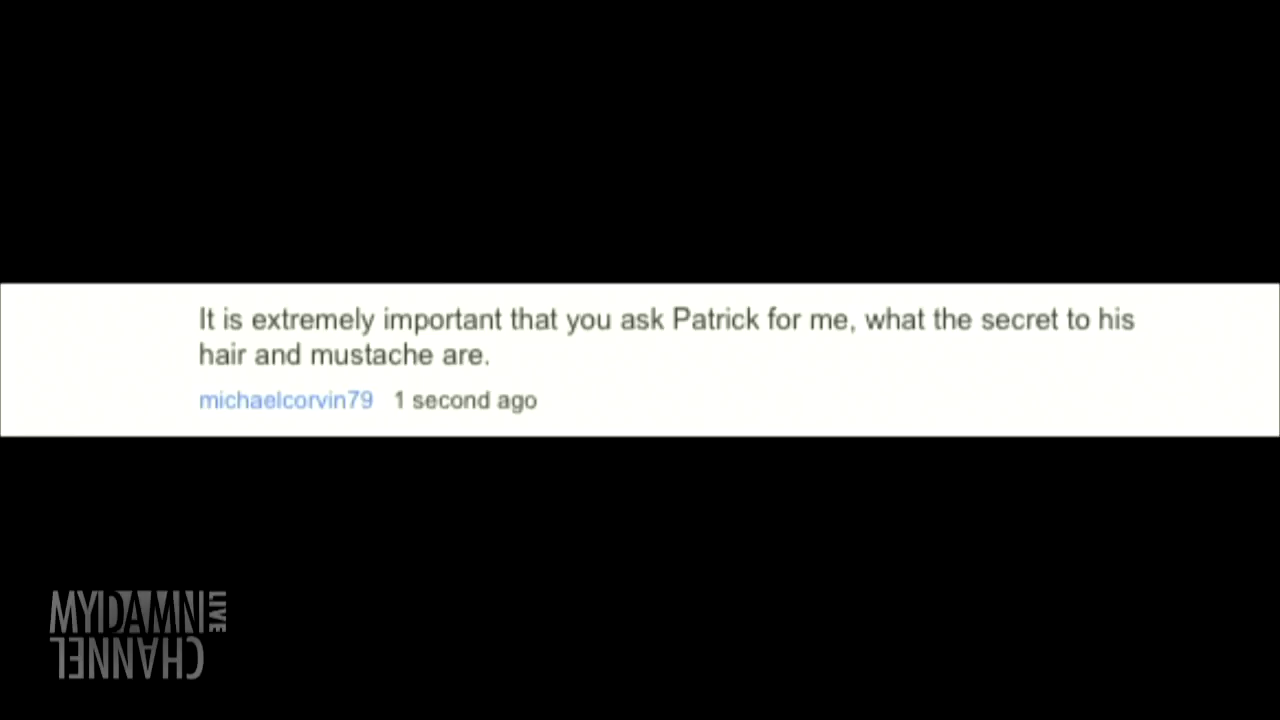 It is extremely important that you ask Patrick for me, what the secret to his
hair and mustache are.
michaelcorvin79 1 second ago
MYDAMN LIVE
CHANNEL